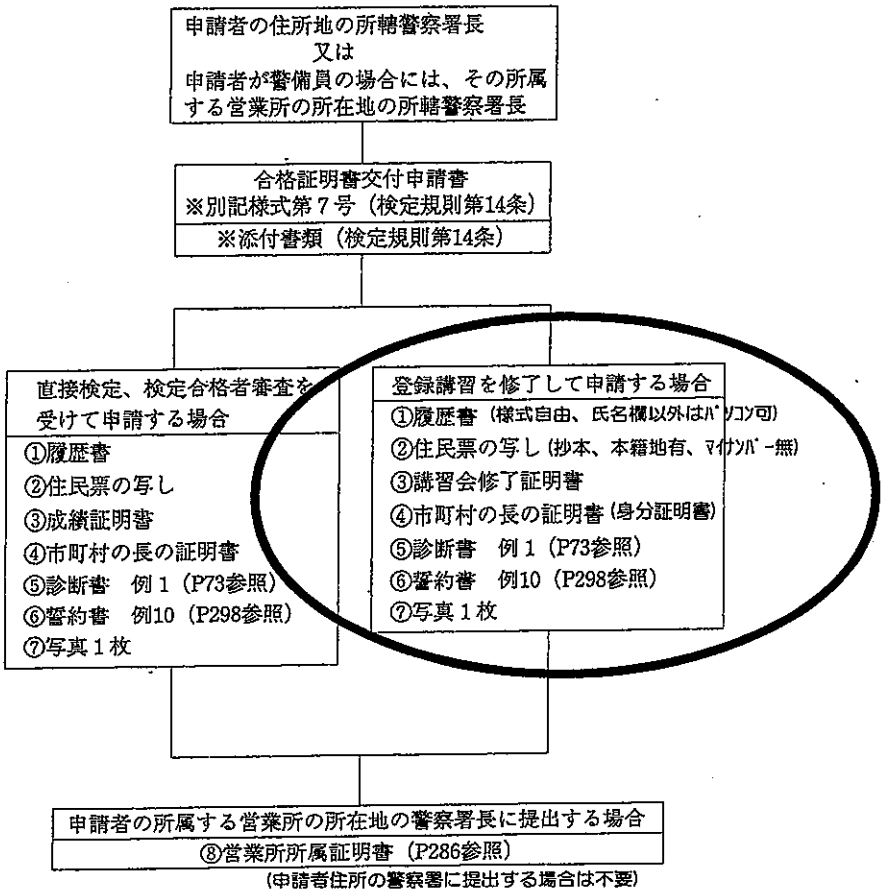 申請者の住所地の所轄警察署長
又は
申請者が警備員の場合には、その所属
する営業所の所在地の所轄警察署長
合格証明書交付申請書
※別記様式第7号（検定規則第14条）
※添付書類（検定規則第14条）
直接検定、検定合格者審査を
受けて申請する場合
①履歴書
②住民票の写し
③成績証明書
④市町村の長の証明書
⑤診断書　例1（P73参照）
⑥誓約書　例10（P298参照）
⑦写真1枚
登録講習を修了して申請する場合
①履歴書（様式自由、氏名欄以外はパソコン可）
②住民票の写し（抄本、本籍地有、マイナンバー無）
③講習会修了証明書
④市町村の長の証明書（身分証明書）
⑤診断書　例1（P73参照）
⑥誓約書　例10（P298参照）
⑦写真1枚
申請者の所属する営業所の所在地の警察署長に提出する場合
⑧営業所所属証明書（P286参照）
（申請者住所の警察署に提出する場合は不要）